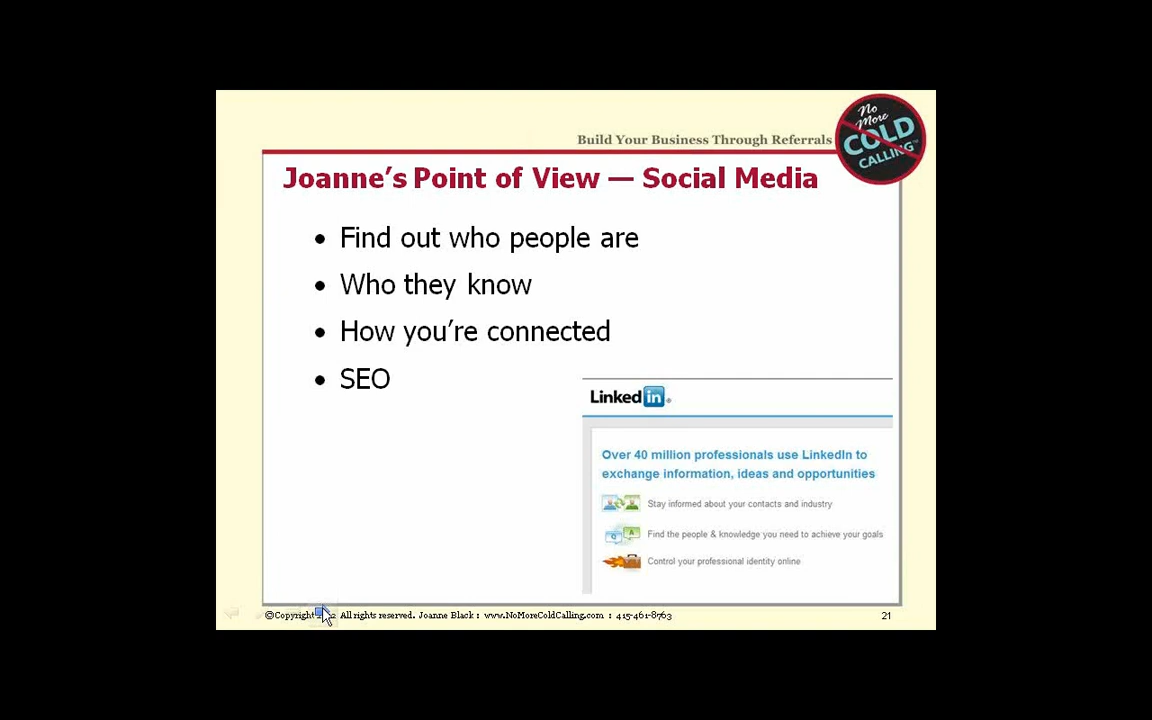 No
More
COLD
CALLING™
Build Your Business Through Referrals
Joanne’s Point of View — Social Media
• Find out who people are
• Who they know
• How you’re connected
• SEO
Linked in®
Over 40 million professionals use LinkedIn to
exchange information, ideas and opportunities
Stay informed about your contacts and industry
Q A
Find the people & knowledge you need to achieve your goals
Control your professional identity online
©Copyright All rights reserved. Joanne Black : www.NoMoreColdCalling.com : 415-461-8763
21